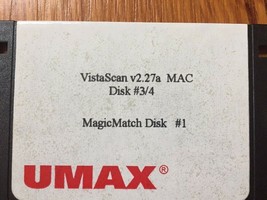 VistaScan v2.27a MAC
Disk #3/4
MagicMatch Disk #1
UMAX®